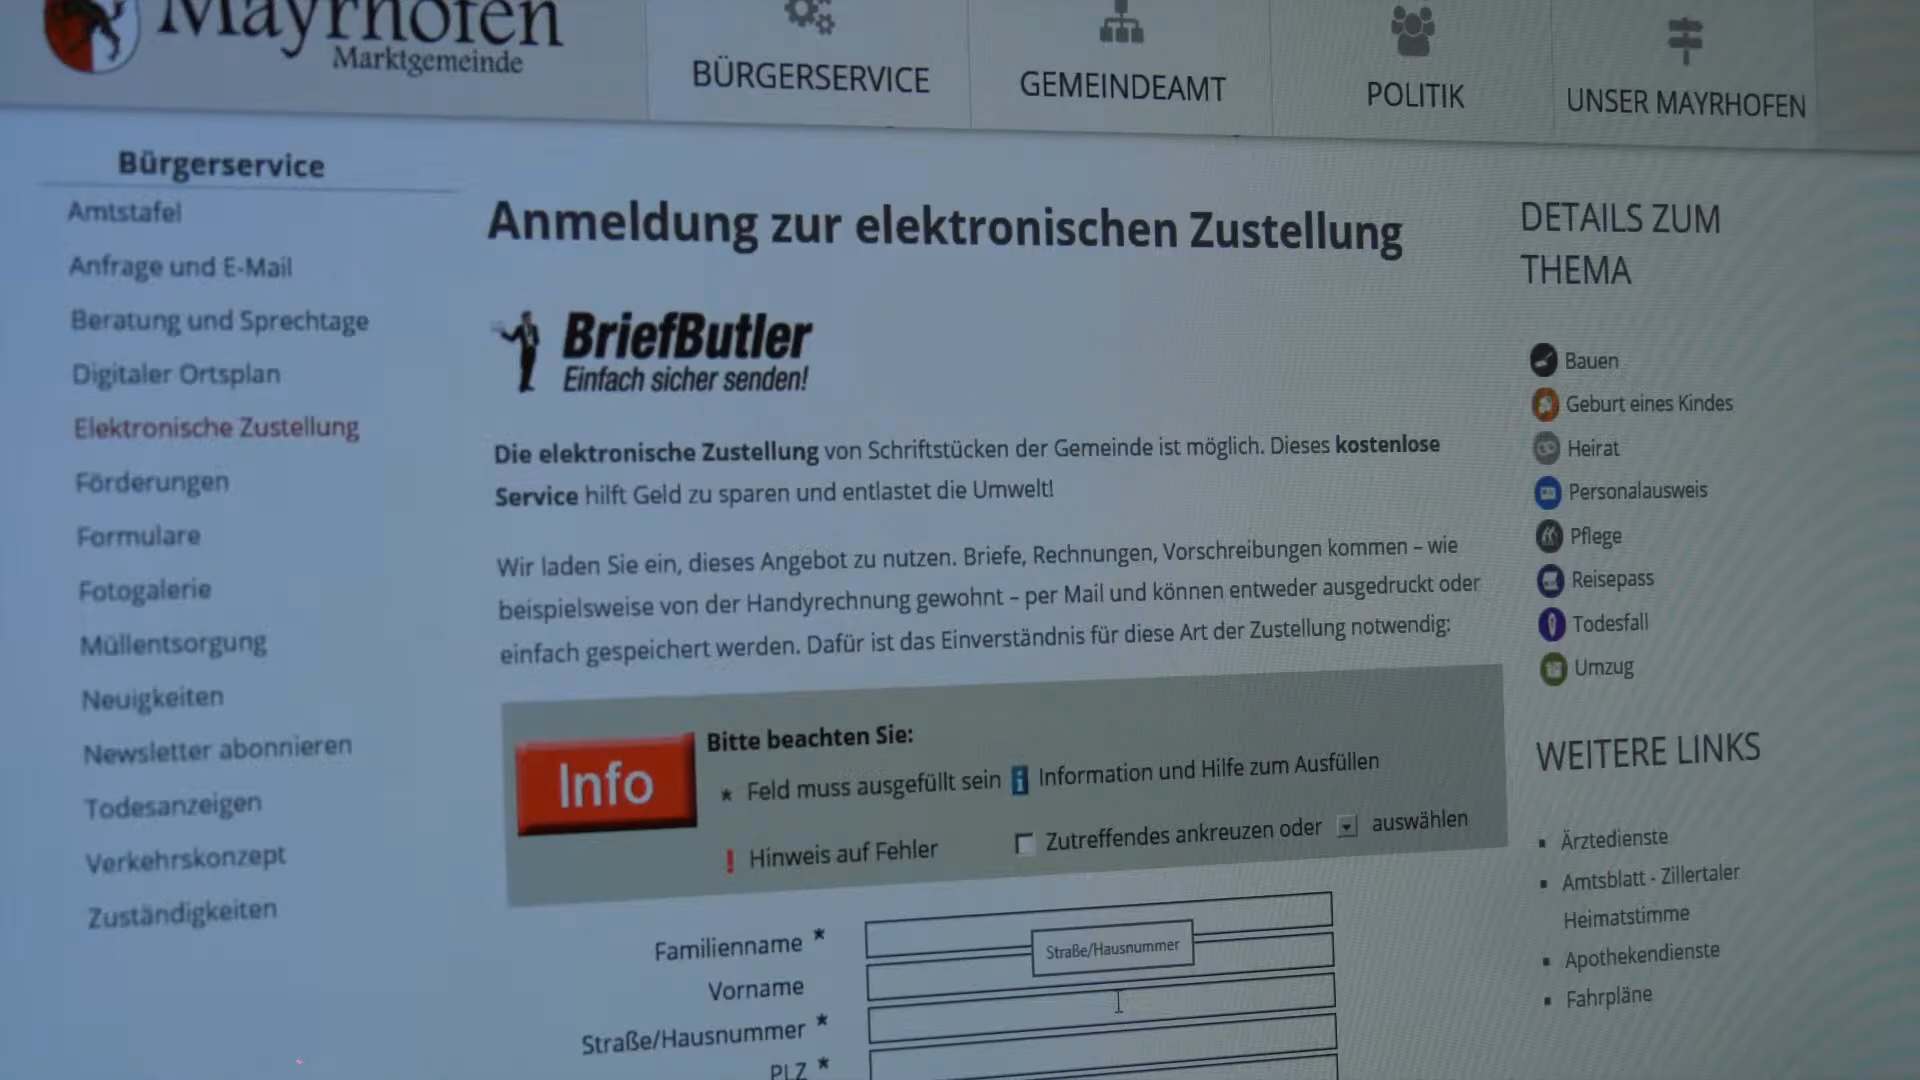 Mayrhofen
Marktgemeinde
BÜRGERSERVICE
GEMEINDEAMT
POLITIK
UNSER MAYRHOFEN
Bürgerservice
Amtstafel
Anfrage und E-Mail
Beratung und Sprechtage
Digitaler Ortsplan
Elektronische Zustellung
Förderungen
Formulare
Fotogalerie
Müllentsorgung
Neuigkeiten
Newsletter abonnieren
Todesanzeigen
Verkehrskonzept
Zuständigkeiten
Anmeldung zur elektronischen Zustellung
BriefButler
Einfach sicher senden!
Die elektronische Zustellung von Schriftstücken der Gemeinde ist möglich. Dieses kostenlose
Service hilft Geld zu sparen und entlastet die Umwelt!
Wir laden Sie ein, dieses Angebot zu nutzen. Briefe, Rechnungen, Vorschreibungen kommen – wie
beispielsweise von der Handyrechnung gewohnt – per Mail und können entweder ausgedruckt oder
einfach gespeichert werden. Dafür ist das Einverständnis für diese Art der Zustellung notwendig:
Info
Bitte beachten Sie:
* Feld muss ausgefüllt sein i Information und Hilfe zum Ausfüllen
! Hinweis auf Fehler Zutreffendes ankreuzen oder auswählen
Familienname *
Vorname
Straße/Hausnummer *
PLZ *
Straße/Hausnummer
DETAILS ZUM
THEMA
Bauen
Geburt eines Kindes
Heirat
Personalausweis
Pflege
Reisepass
Todesfall
Umzug
WEITERE LINKS
Ärztedienste
Amtsblatt - Zillertaler
Heimatstimme
Apothekendienste
Fahrpläne